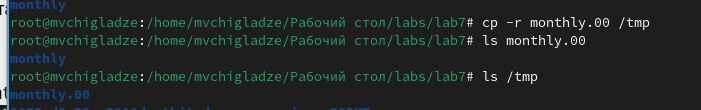 monthly
root@mvchigladze:/home/mvchigladze/Рабочий стол/labs/lab7# cp -r monthly.00 /tmp
root@mvchigladze:/home/mvchigladze/Рабочий стол/labs/lab7# ls monthly.00
monthly
root@mvchigladze:/home/mvchigladze/Рабочий стол/labs/lab7# ls /tmp
monthly.00